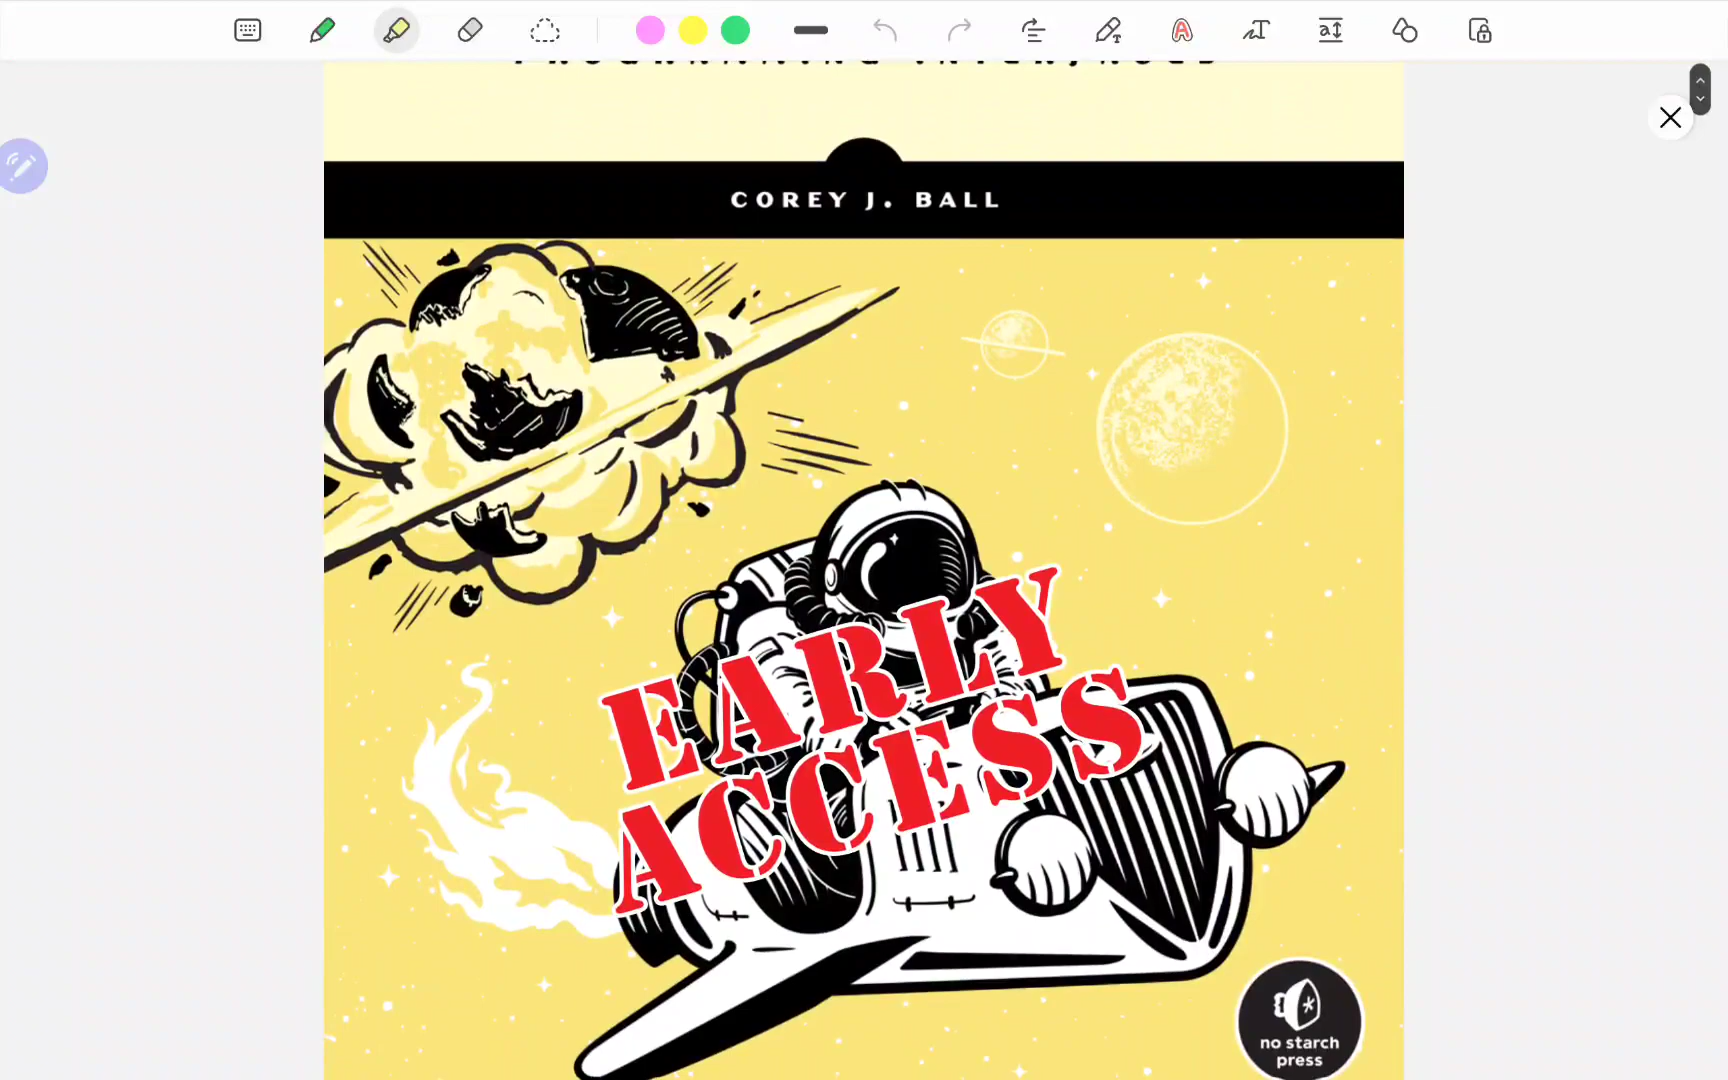 COREY J. BALL
EARLY
ACCESS
no starch
press